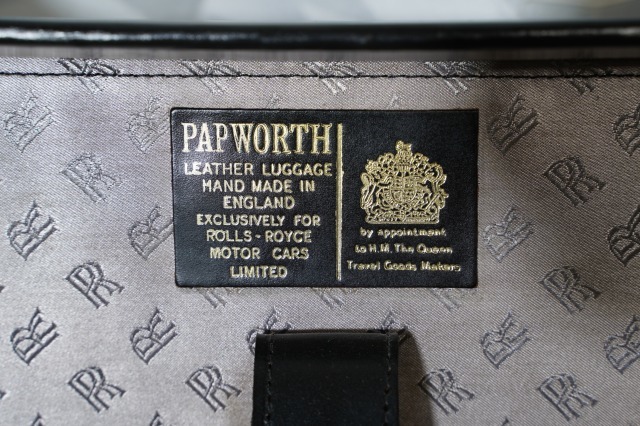 PAPWORTH
LEATHER LUGGAGE
HAND MADE IN
ENGLAND
EXCLUSIVELY FOR
ROLLS-ROYCE
MOTOR CARS
LIMITED
by appointment
to H.M. The Queen
Travel Goods Makers